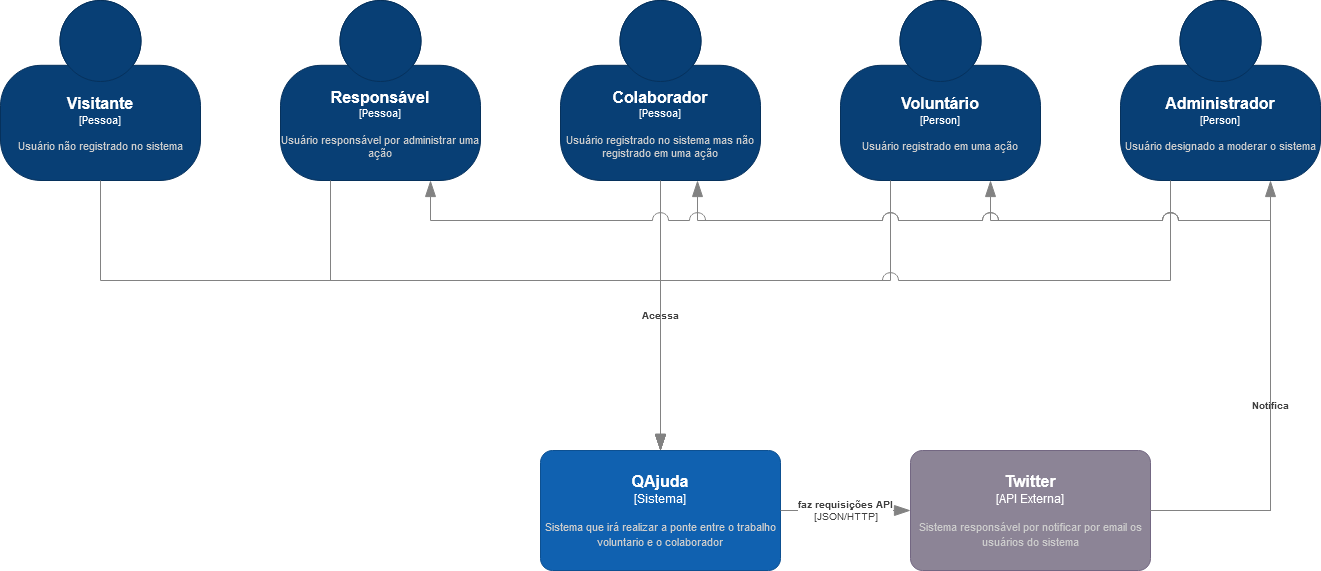 Visitante
[Pessoa]
Usuário não registrado no sistema
Responsável
[Pessoa]
Usuário responsável por administrar uma
ação
Colaborador
[Pessoa]
Usuário registrado no sistema mas não
registrado em uma ação
Voluntário
[Person]
Usuário registrado em uma ação
Administrador
[Person]
Usuário designado a moderar o sistema
Acessa
Notifica
QAjuda
[Sistema]
Sistema que irá realizar a ponte entre o trabalho
voluntario e o colaborador
faz requisições API
[JSON/HTTP]
Twitter
[API Externa]
Sistema responsável por notificar por email os
usuários do sistema